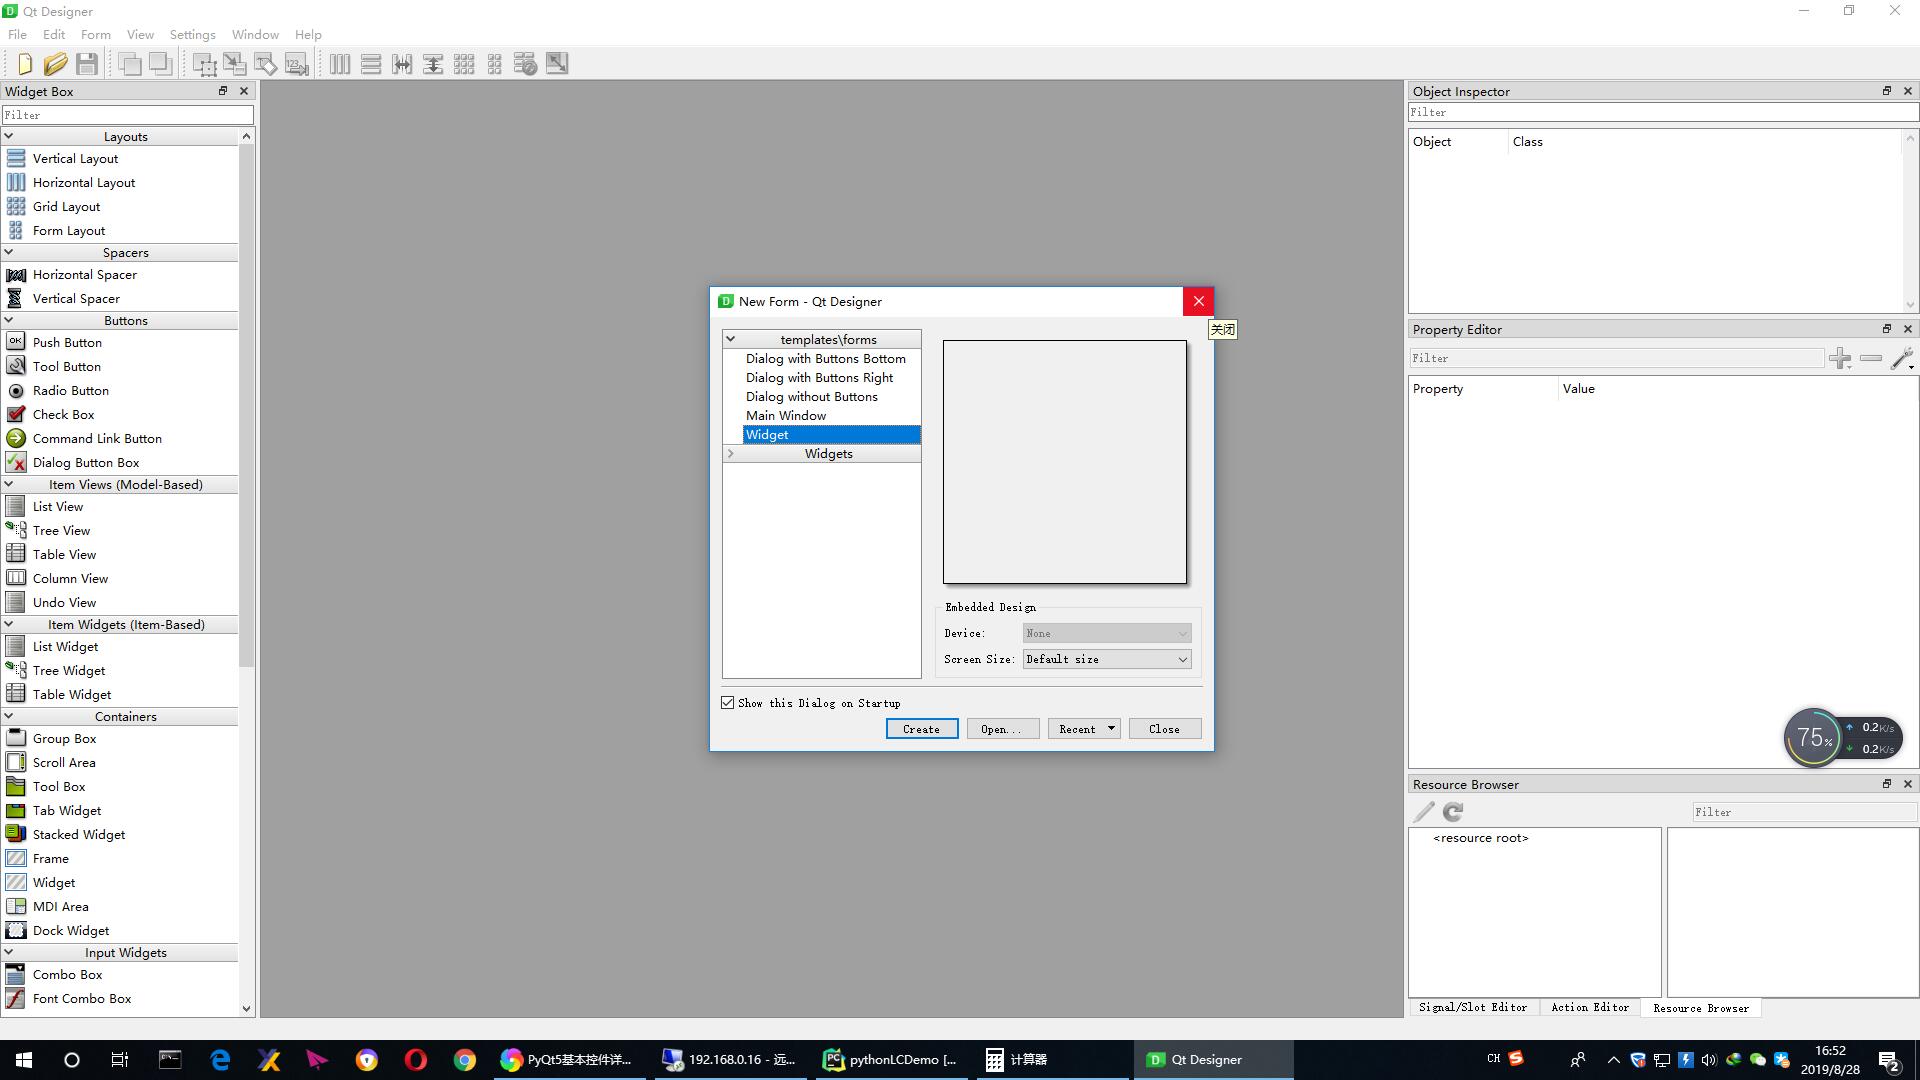 Qt Designer
File Edit Form View Settings Window Help
Widget Box
Filter
Layouts
Vertical Layout
Horizontal Layout
Grid Layout
Form Layout
Spacers
Horizontal Spacer
Vertical Spacer
Buttons
Push Button
Tool Button
Radio Button
Check Box
Command Link Button
Dialog Button Box
Item Views (Model-Based)
List View
Tree View
Table View
Column View
Undo View
Item Widgets (Item-Based)
List Widget
Tree Widget
Table Widget
Containers
Group Box
Scroll Area
Tool Box
Tab Widget
Stacked Widget
Frame
Widget
MDI Area
Dock Widget
Input Widgets
Combo Box
Font Combo Box
New Form - Qt Designer
关闭
templates\forms
Dialog with Buttons Bottom
Dialog with Buttons Right
Dialog without Buttons
Main Window
Widget
Widgets
Embedded Design
Device: None
Screen Size: Default size
Show this Dialog on Startup
Create Open... Recent Close
Object Inspector
Filter
Object Class
Property Editor
Filter
Property Value
75%
0.2K/s
0.2K/s
Resource Browser
Filter
<resource root>
Signal/Slot Editor Action Editor Resource Browser
PyQt5基本控件详...
192.168.0.16 - 远...
pythonLCDemo [...
计算器
Qt Designer
CH
16:52
2019/8/28
2